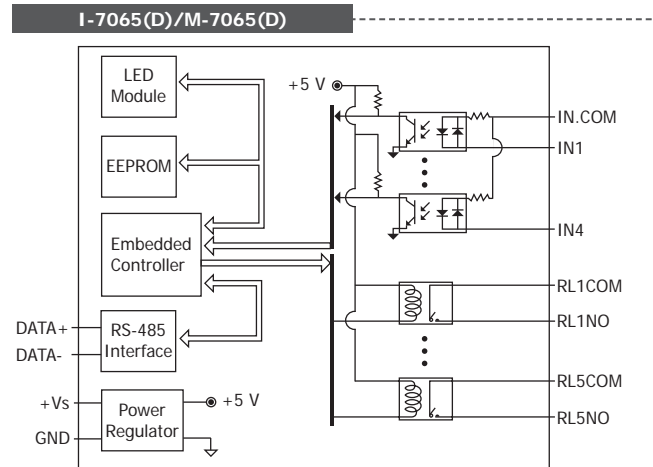 I-7065(D)/M-7065(D)
LED
Module
+5 V
IN.COM
IN1
EEPROM
IN4
Embedded
Controller
RL1COM
RL1NO
DATA+
DATA-
RS-485
Interface
RL5COM
RL5NO
+Vs
GND
Power
Regulator
+5 V